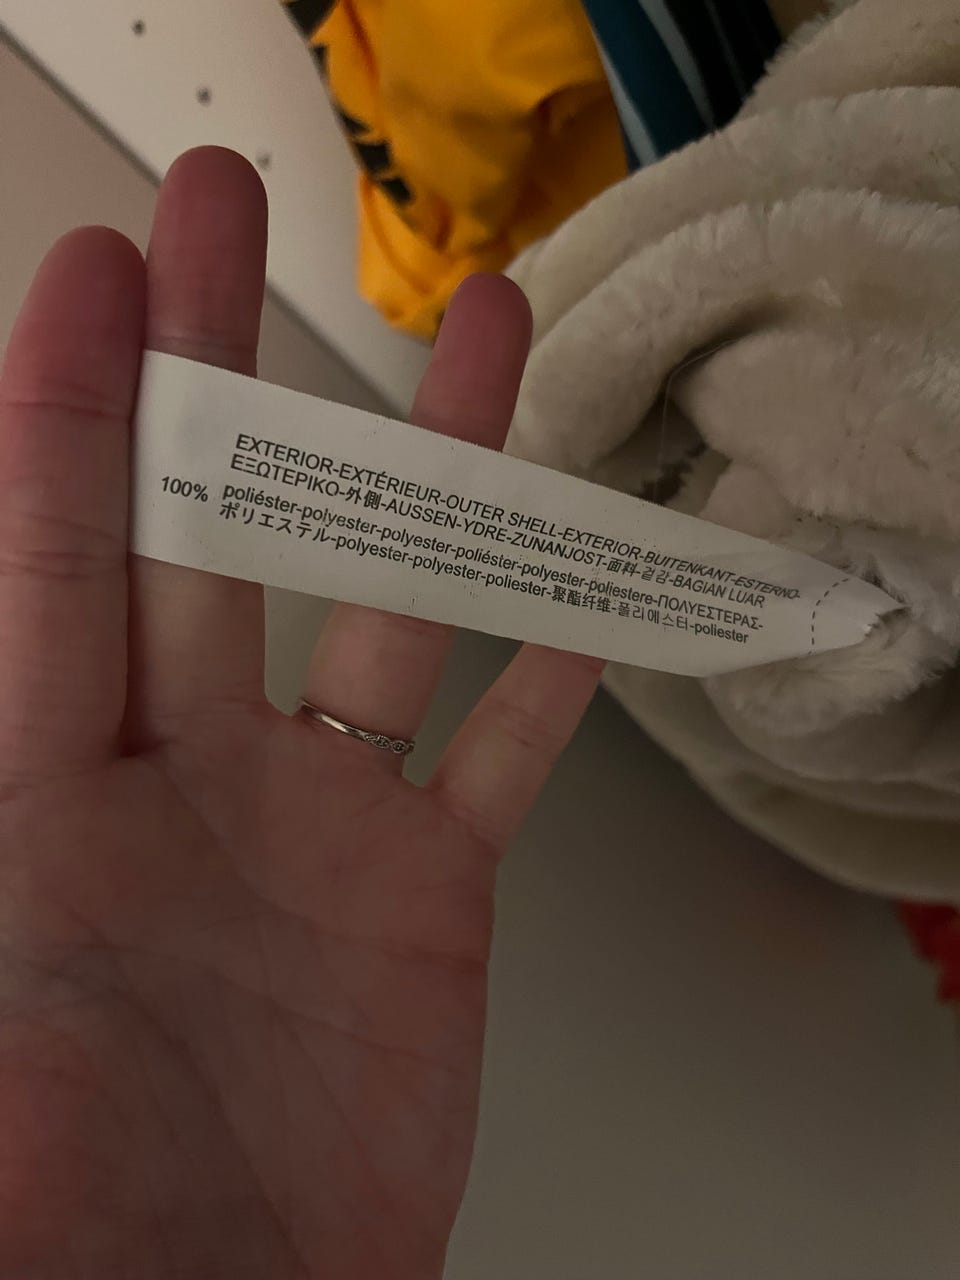 EXTERIOR-EXTÉRIEUR-OUTER SHELL-EXTERIOR-BUITENKANT-ESTERNO-
ΕΞΩΤΕΡΙΚΟ-外側-AUSSEN-YDRE-ZUNANJOST-面料-겉감-BAGIAN LUAR
100% poliéster-polyester-polyester-poliéster-polyester-poliestere-ΠΟΛΥΕΣΤΕΡΑΣ-
ポリエステル-polyester-polyester-poliester-聚酯纤维-폴리에스터-poliester